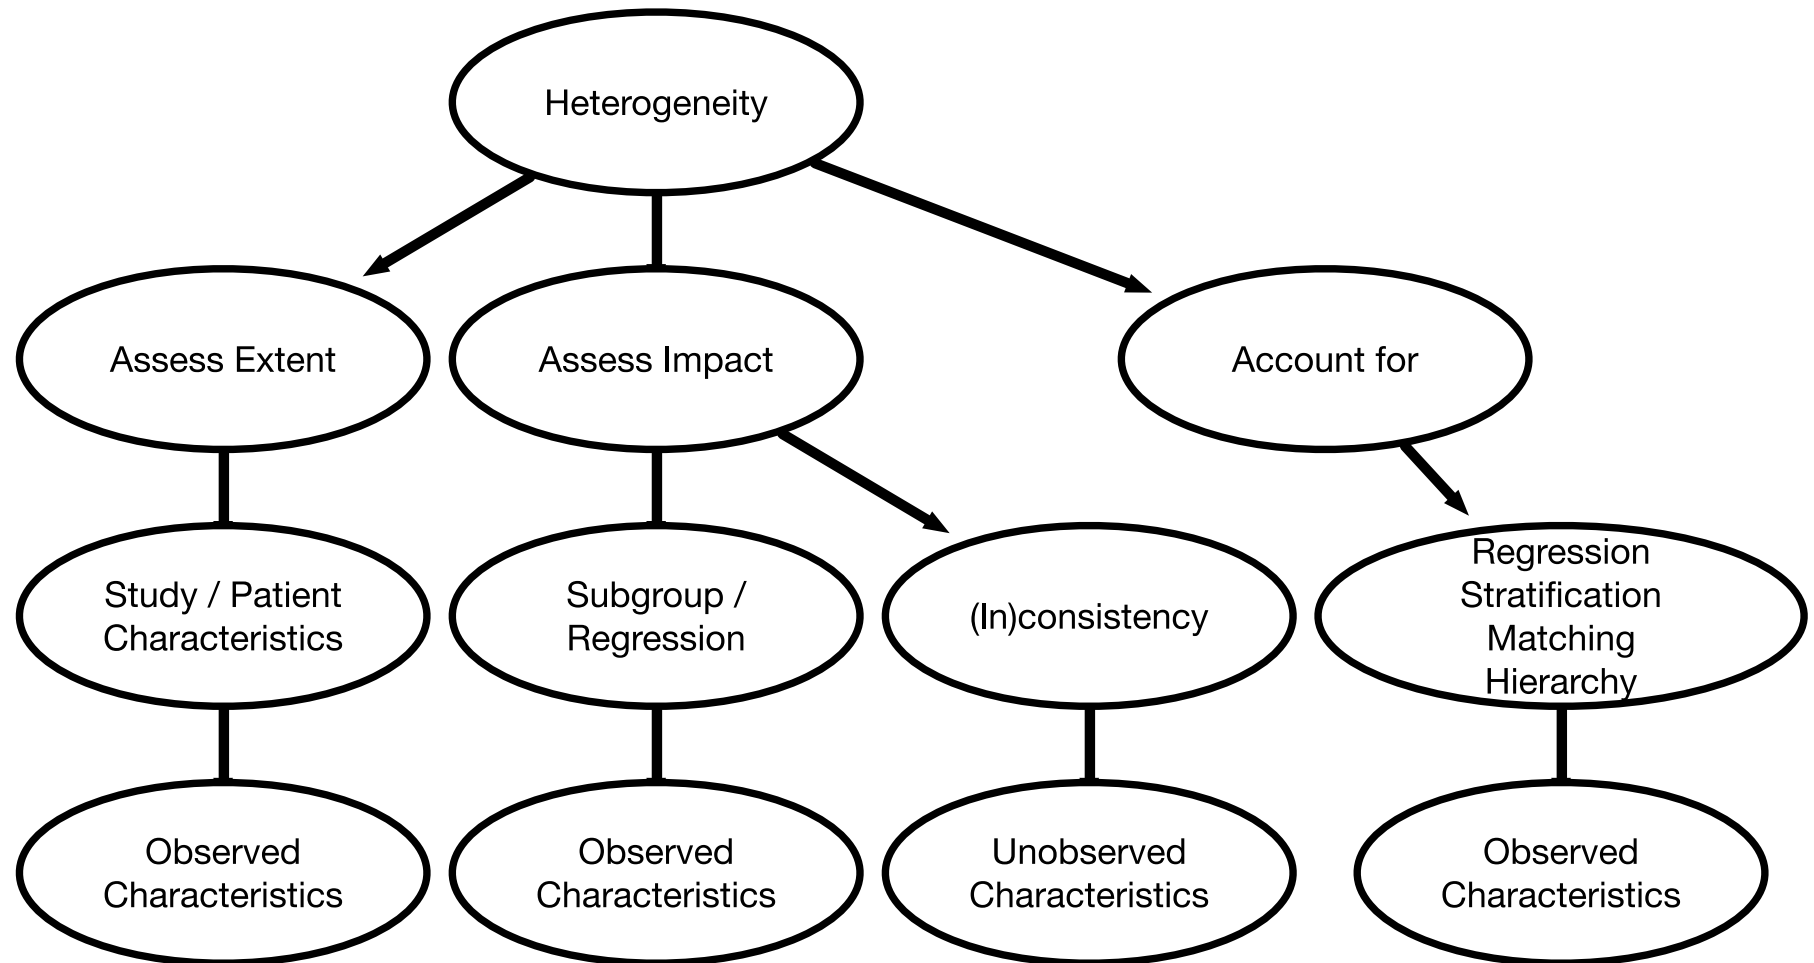 Heterogeneity
Assess Extent
Assess Impact
Account for
Study / Patient
Characteristics
Subgroup /
Regression
(In)consistency
Regression
Stratification
Matching
Hierarchy
Observed
Characteristics
Observed
Characteristics
Unobserved
Characteristics
Observed
Characteristics